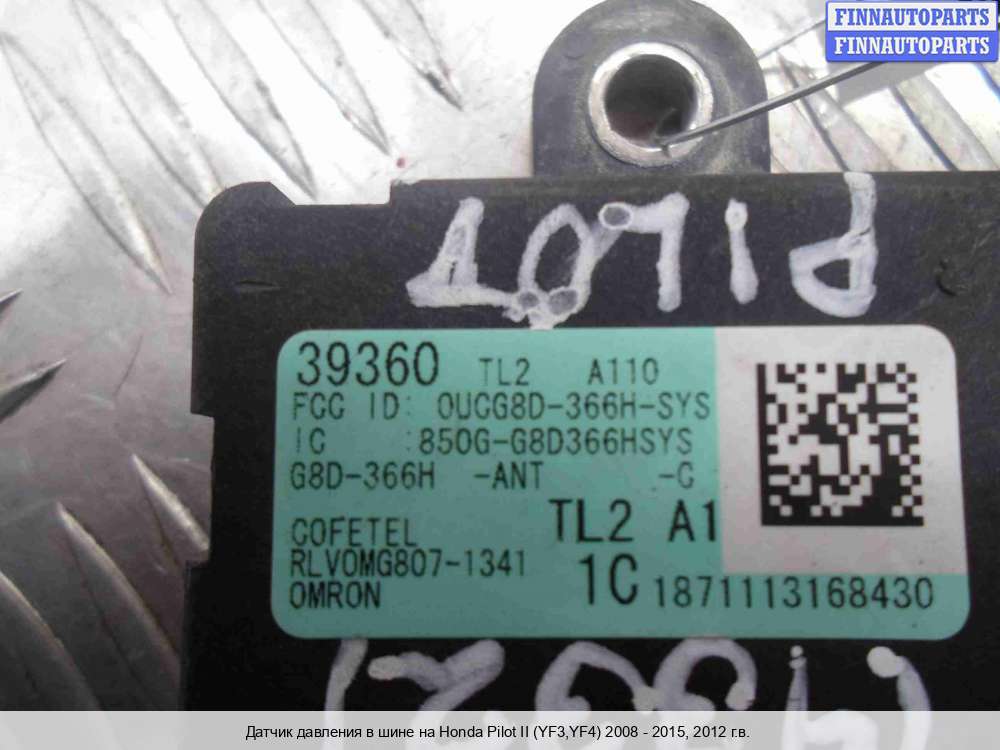 FINNAUTOPARTS
FINNAUTOPARTS
PILOT
39360 TL2 A110
FCC ID: OUCG8D-366H-SYS
IC :850G-G8D366HSYS
G8D-366H -ANT -C
COFETEL TL2 A1
RLVOMG807-1341
OMRON 1C 1871113168430
Датчик давления в шине на Honda Pilot II (YF3,YF4) 2008 - 2015, 2012 г.в.